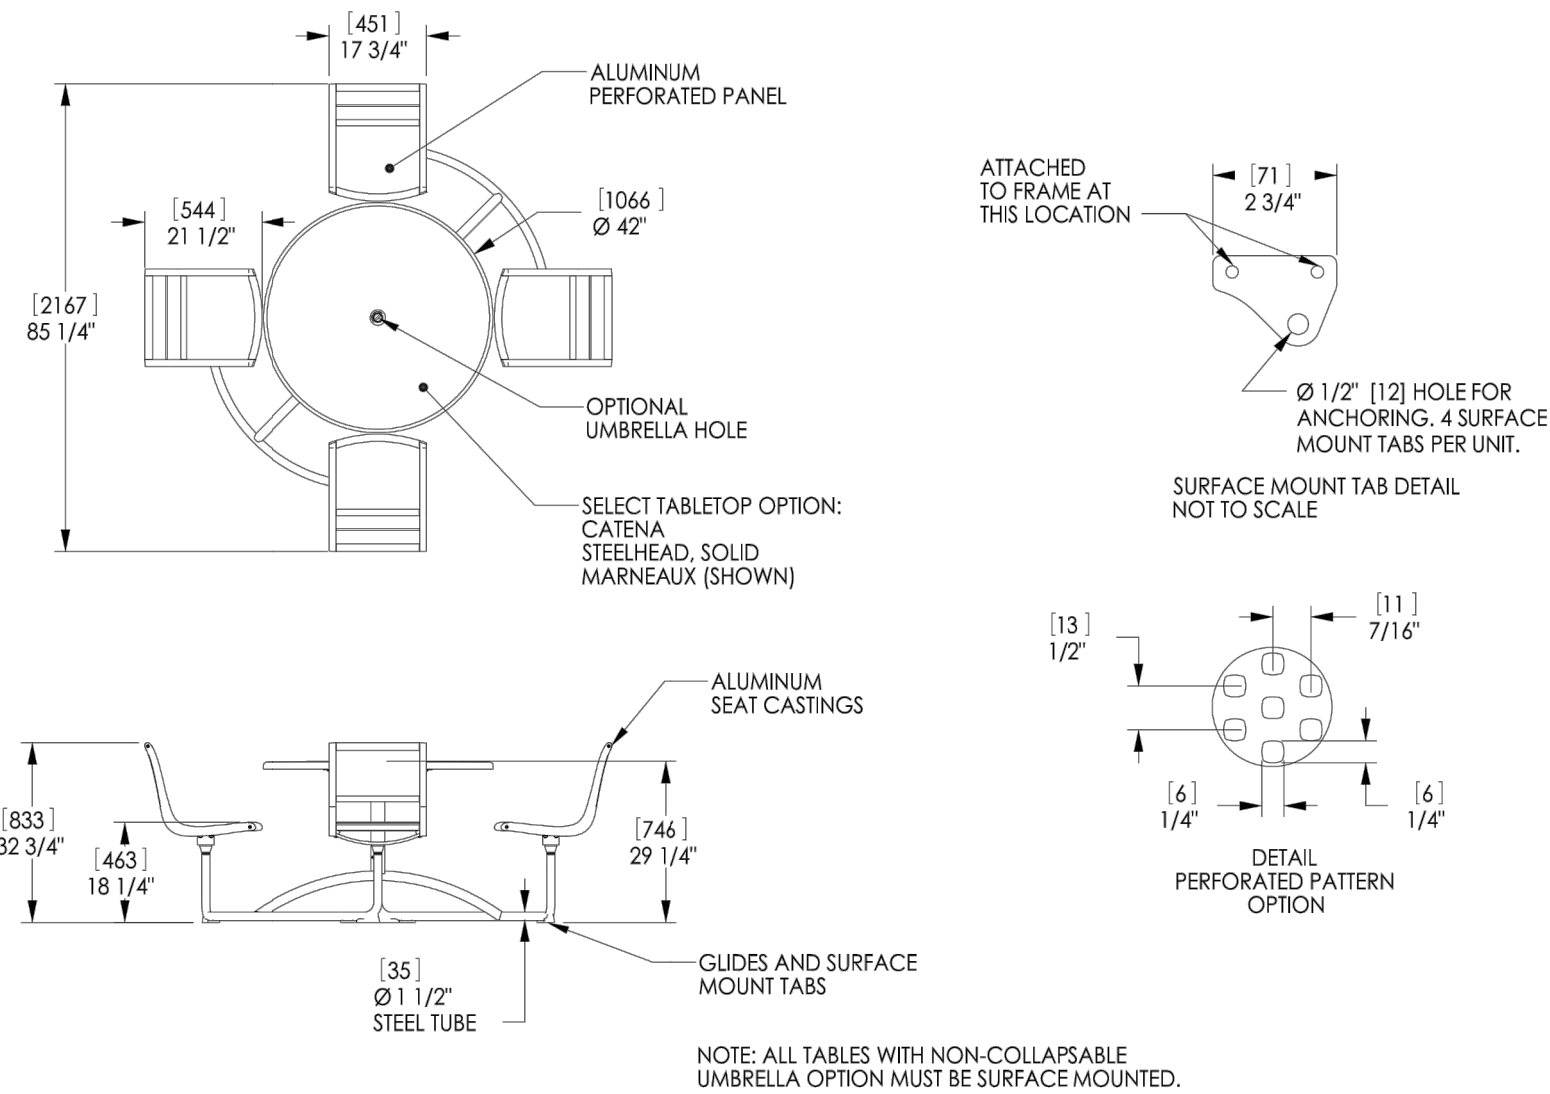 [451]
17 3/4"
ALUMINUM
PERFORATED PANEL
[1066]
Ø 42"
[544]
21 1/2"
[2167]
85 1/4"
OPTIONAL
UMBRELLA HOLE
SELECT TABLETOP OPTION:
CATENA
STEELHEAD, SOLID
MARNEAUX (SHOWN)
ATTACHED
TO FRAME AT
THIS LOCATION
[71]
2 3/4"
Ø 1/2" [12] HOLE FOR
ANCHORING. 4 SURFACE
MOUNT TABS PER UNIT.
SURFACE MOUNT TAB DETAIL
NOT TO SCALE
[11]
7/16"
[13]
1/2"
[6]
1/4"
[6]
1/4"
DETAIL
PERFORATED PATTERN
OPTION
ALUMINUM
SEAT CASTINGS
[833]
32 3/4"
[463]
18 1/4"
[746]
29 1/4"
[35]
Ø 1 1/2"
STEEL TUBE
GLIDES AND SURFACE
MOUNT TABS
NOTE: ALL TABLES WITH NON-COLLAPSABLE
UMBRELLA OPTION MUST BE SURFACE MOUNTED.